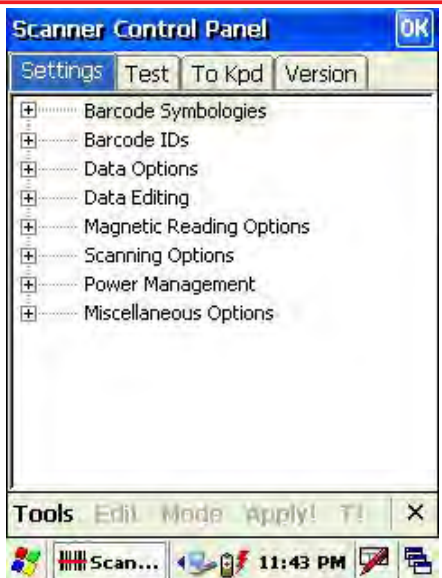 Scanner Control Panel OK
Settings Test To Kpd Version
Barcode Symbologies
Barcode IDs
Data Options
Data Editing
Magnetic Reading Options
Scanning Options
Power Management
Miscellaneous Options
Tools Edit Mode Apply! T!
Scan... 11:43 PM